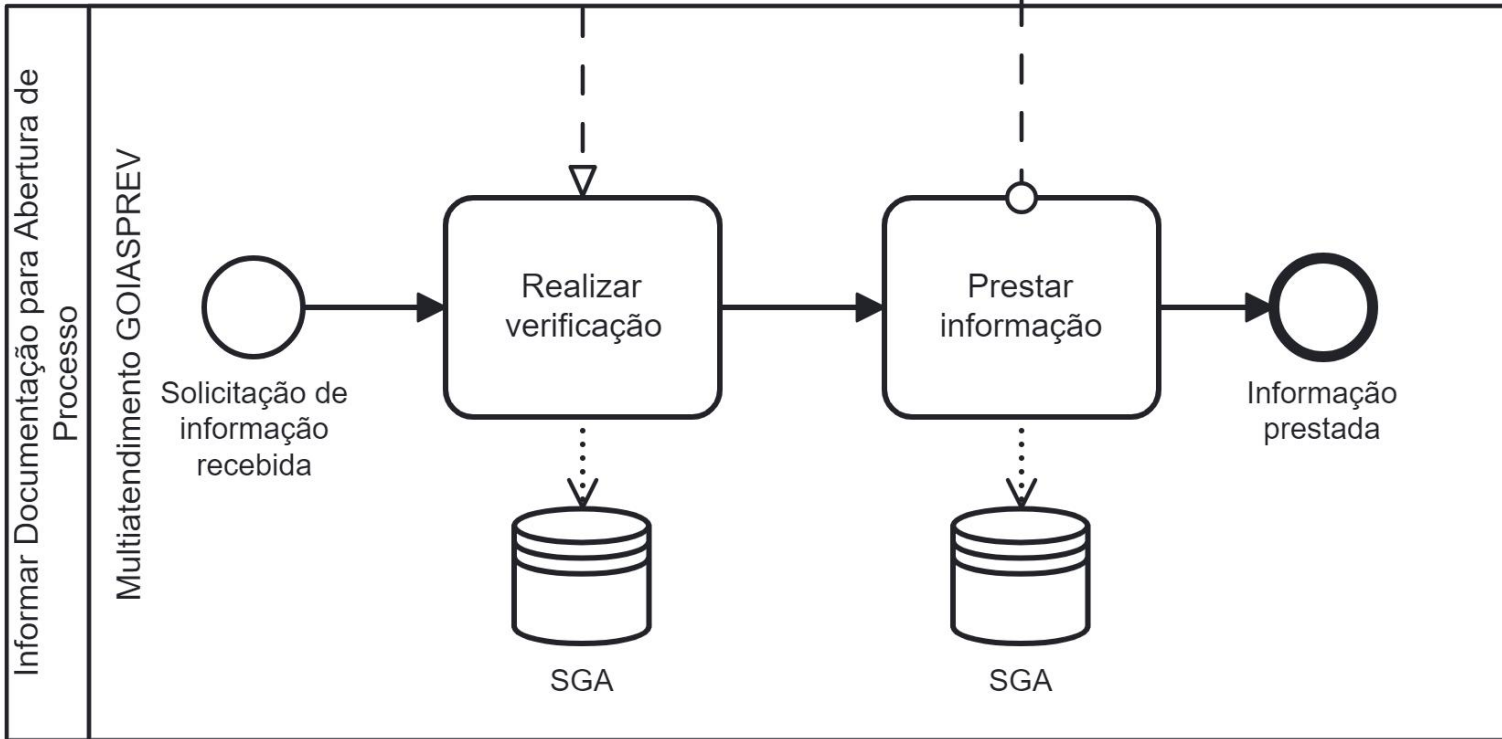 Informar Documentação para Abertura de
Processo
Multiatendimento GOIASPREV
Solicitação de
informação
recebida
Realizar
verificação
SGA
Prestar
informação
SGA
Informação
prestada